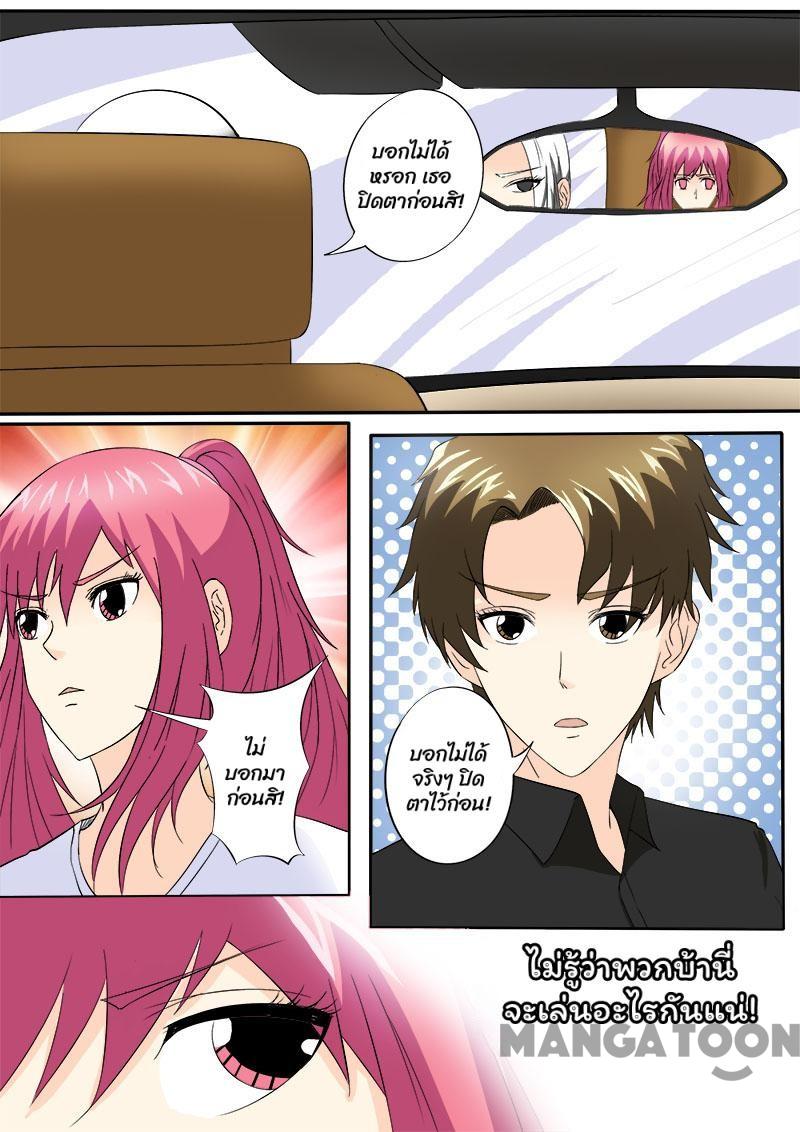 บอกไม่ได้
หรอก เธอ
ปิดตาก่อนสิ!
ไม่
บอกมา
ก่อนสิ!
บอกไม่ได้
จริงๆ ปิด
ตาไว้ก่อน!
ไม่รู้ว่าพวกบ้านี่
จะเล่นอะไรกันแน่!
MANGATOON